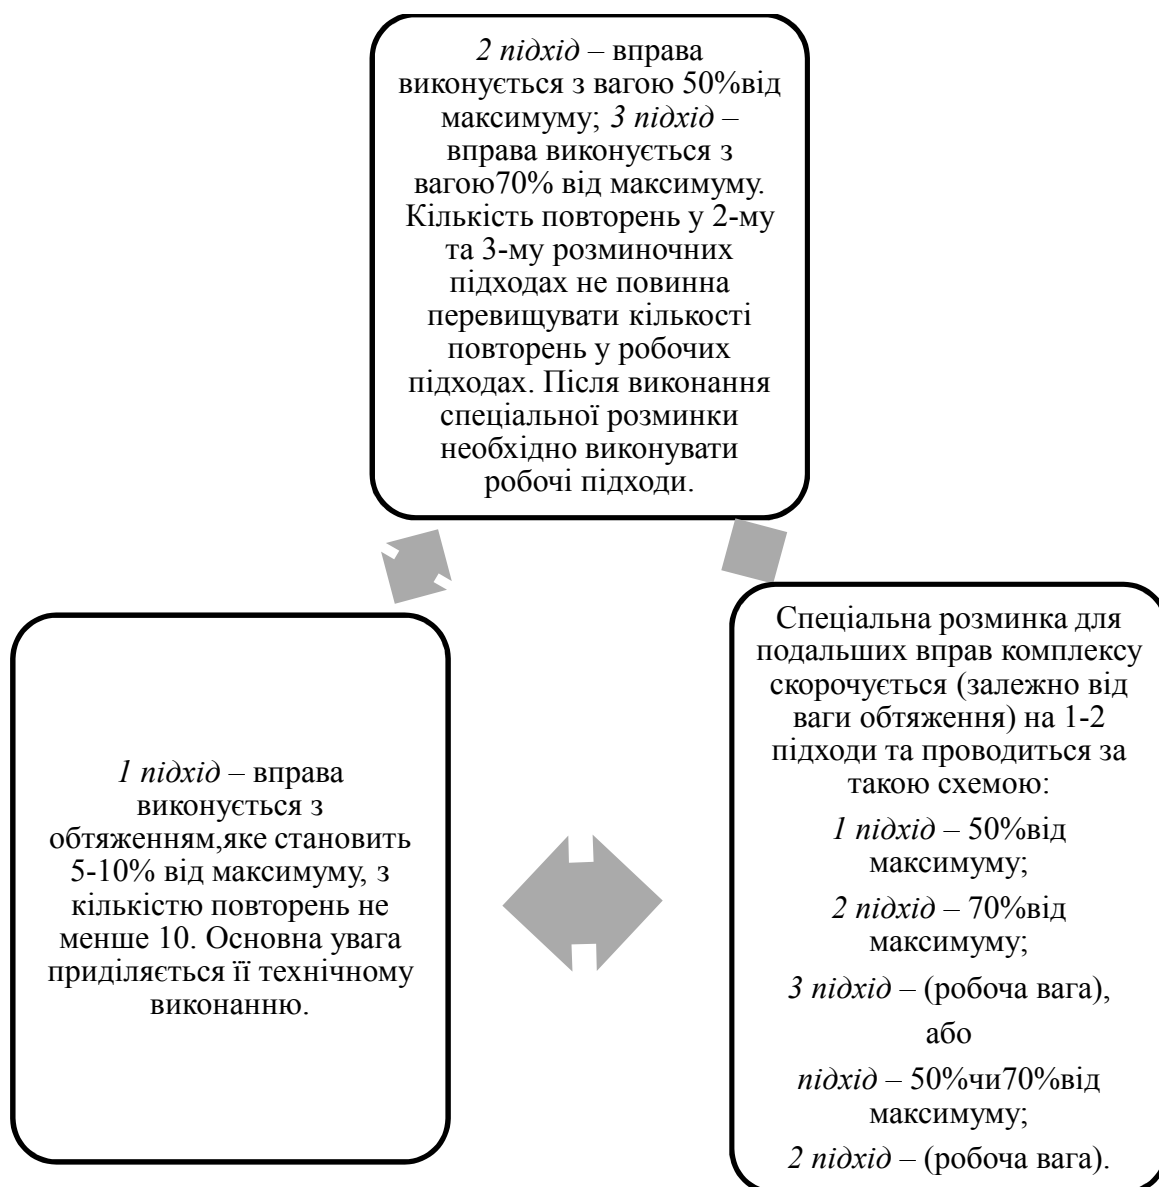 2 підхід – вправа
виконується з вагою 50%від
максимуму; 3 підхід –
вправа виконується з
вагою70% від максимуму.
Кількість повторень у 2-му
та 3-му розминочних
підходах не повинна
перевищувати кількості
повторень у робочих
підходах. Після виконання
спеціальної розминки
необхідно виконувати
робочі підходи.
1 підхід – вправа
виконується з
обтяженням,яке становить
5-10% від максимуму, з
кількістю повторень не
менше 10. Основна увага
приділяється її технічному
виконанню.
Спеціальна розминка для
подальших вправ комплексу
скорочується (залежно від
ваги обтяження) на 1-2
підходи та проводиться за
такою схемою:
1 підхід – 50%від
максимуму;
2 підхід – 70%від
максимуму;
3 підхід – (робоча вага),
або
підхід – 50%чи70%від
максимуму;
2 підхід – (робоча вага).